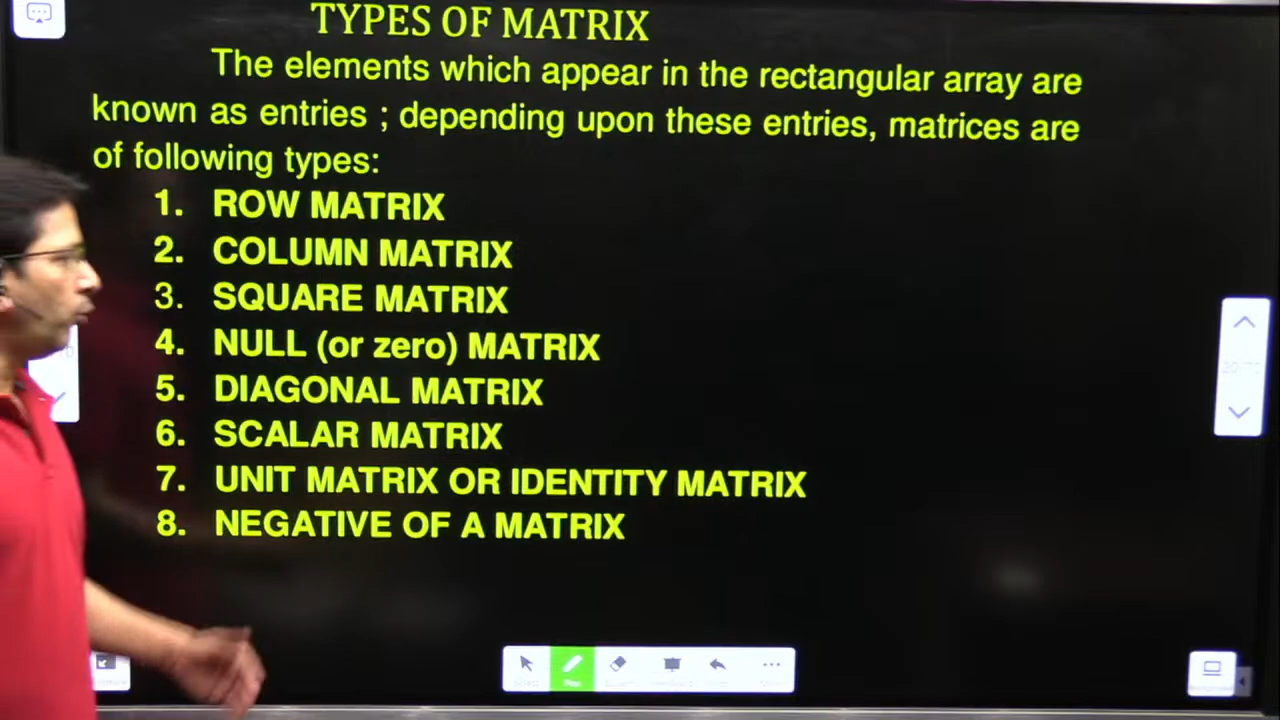 TYPES OF MATRIX
The elements which appear in the rectangular array are
known as entries ; depending upon these entries, matrices are
of following types:
1. ROW MATRIX
2. COLUMN MATRIX
3. SQUARE MATRIX
4. NULL (or zero) MATRIX
5. DIAGONAL MATRIX
6. SCALAR MATRIX
7. UNIT MATRIX OR IDENTITY MATRIX
8. NEGATIVE OF A MATRIX